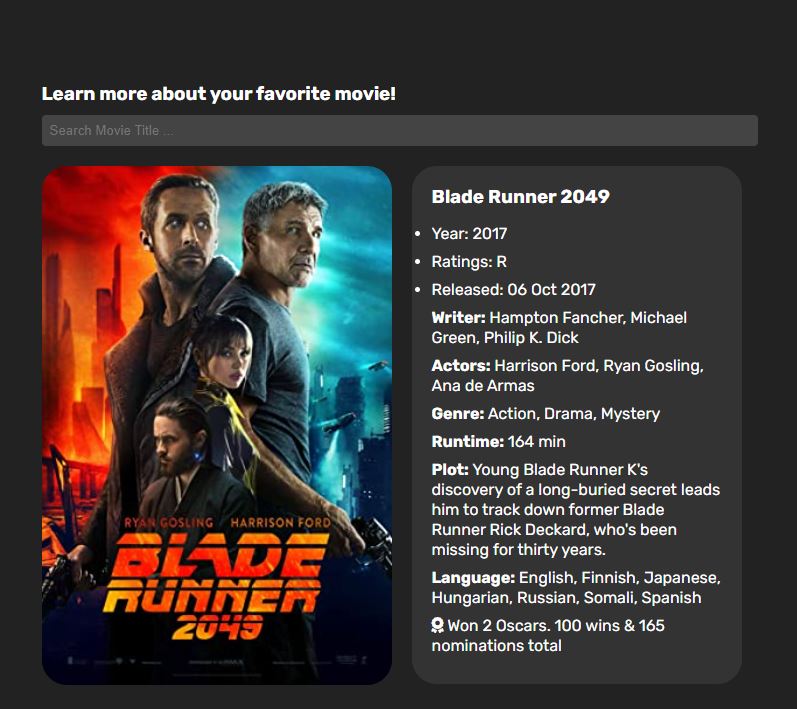 Learn more about your favorite movie!
Search Movie Title ...
RYAN GOSLING HARRISON FORD
BLADE
RUNNER
2049
Blade Runner 2049
Year: 2017
Ratings: R
Released: 06 Oct 2017
Writer: Hampton Fancher, Michael
Green, Philip K. Dick
Actors: Harrison Ford, Ryan Gosling,
Ana de Armas
Genre: Action, Drama, Mystery
Runtime: 164 min
Plot: Young Blade Runner K's
discovery of a long-buried secret leads
him to track down former Blade
Runner Rick Deckard, who's been
missing for thirty years.
Language: English, Finnish, Japanese,
Hungarian, Russian, Somali, Spanish
Won 2 Oscars. 100 wins & 165
nominations total